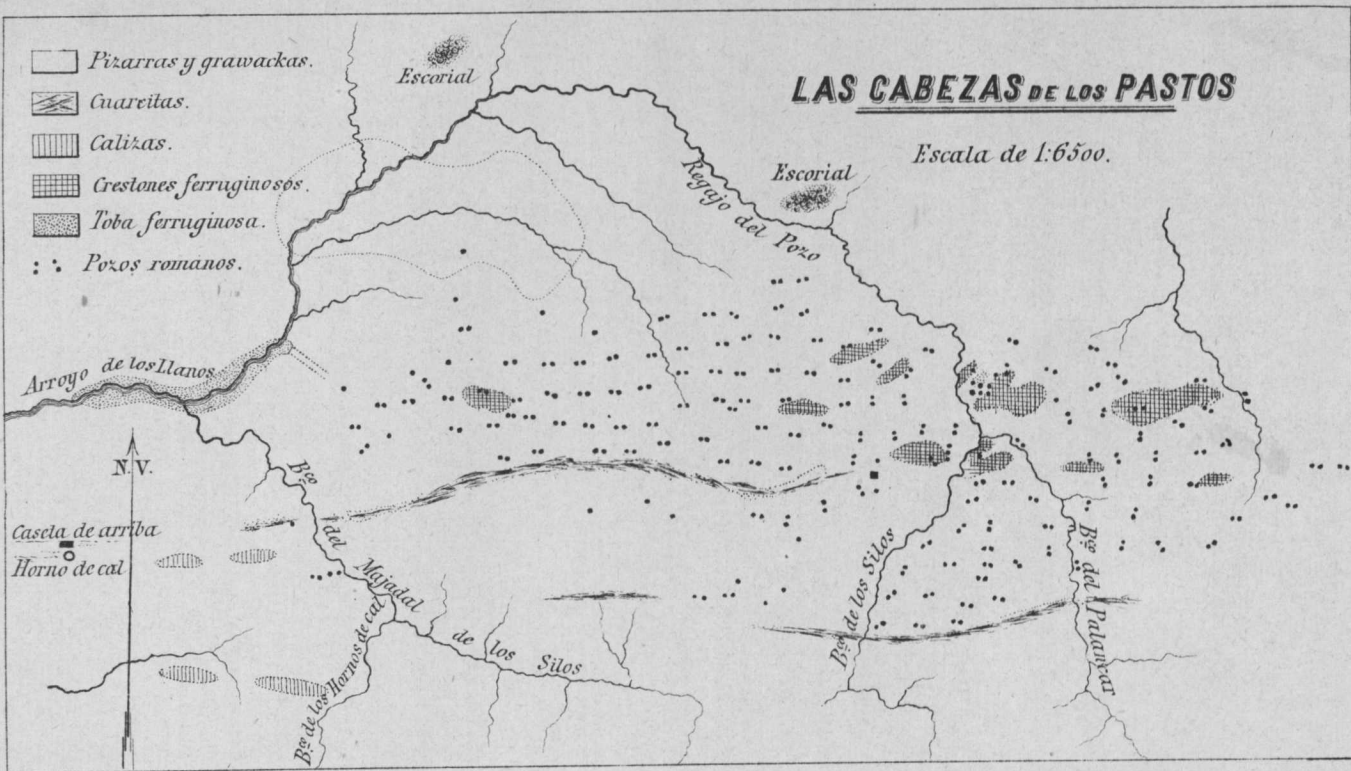 LAS CABEZAS DE LOS PASTOS
Escala de 1:6500.
Pizarras y grawackas.
Cuarcitas.
Calizas.
Crestones ferruginosos.
Toba ferruginosa.
Pozos romanos.
Escorial
Escorial
Regajo del Pozo
Arroyo de los Llanos
N.V.
Caseta de arriba
Horno de cal
Bco del Majadal de los Silos
Bco de los Hornos de cal
Bco de los Silos
Bco del Palanzar